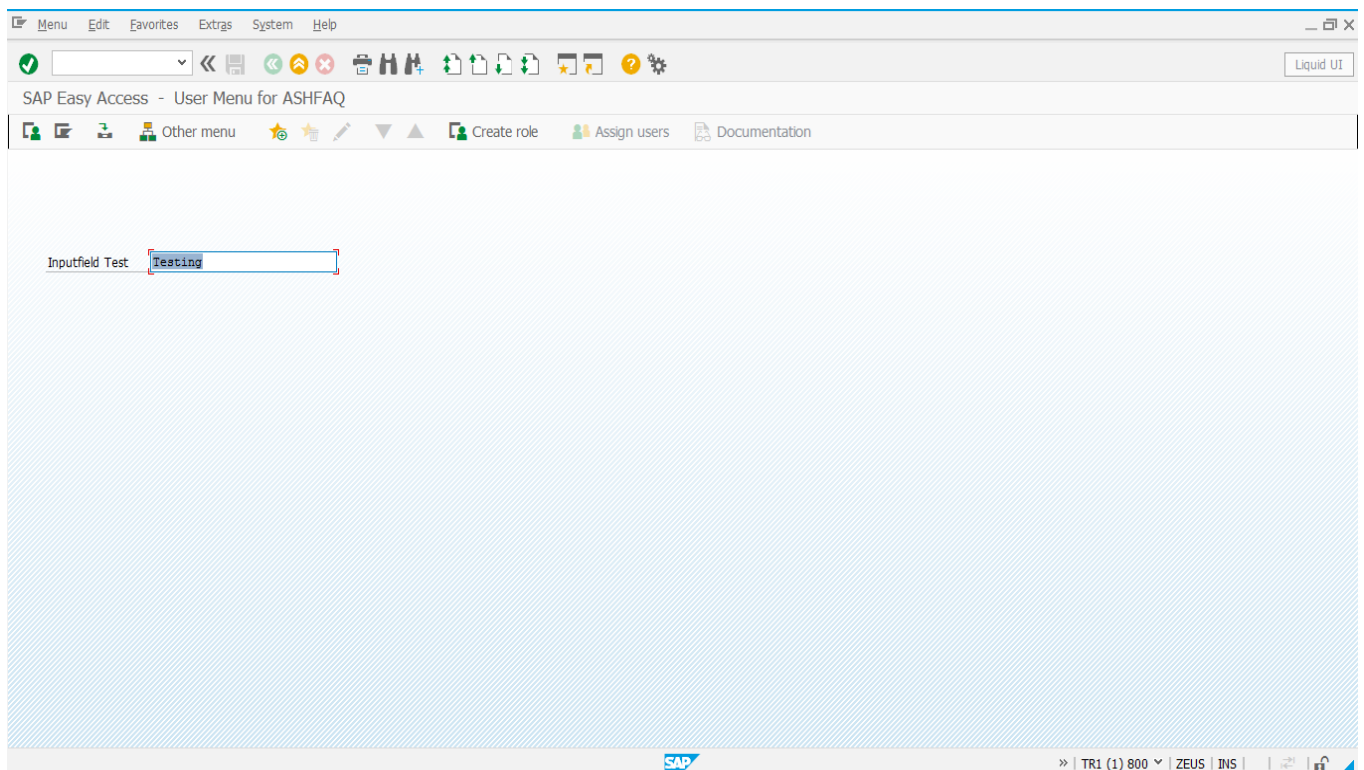 Menu Edit Favorites Extras System Help
Liquid UI
SAP Easy Access - User Menu for ASHFAQ
Other menu Create role Assign users Documentation
Inputfield Test Testing
SAP » | TR1 (1) 800 | ZEUS | INS |